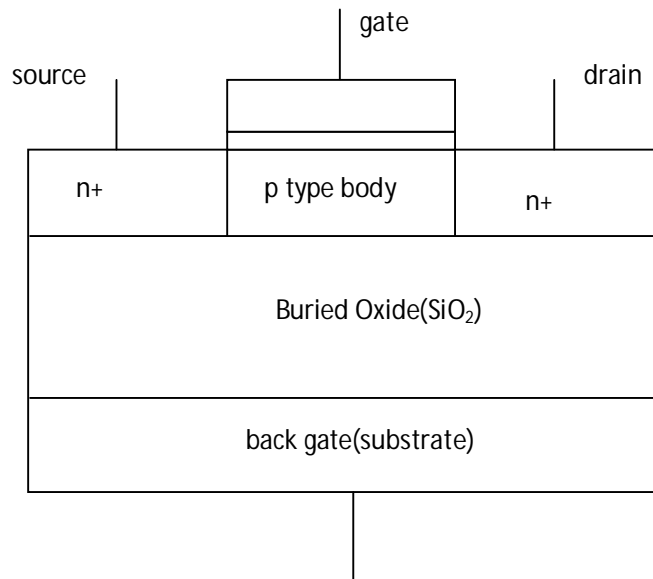 gate
source
drain
n+
p type body
n+
Buried Oxide(SiO₂)
back gate(substrate)